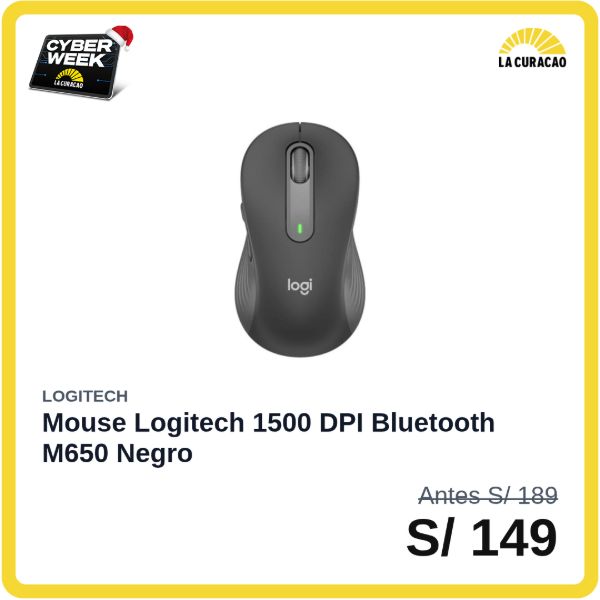 CYBER
WEEK
LA CURACAO
LA CURACAO
logi
LOGITECH
Mouse Logitech 1500 DPI Bluetooth
M650 Negro
Antes S/ 189
S/ 149